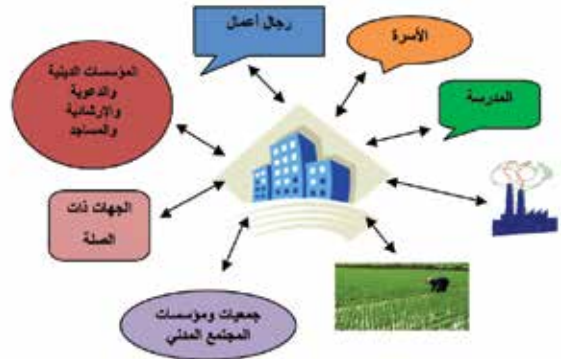 رجال أعمال
الأسرة
المؤسسات الدينية
والدعوية
والإرشادية
والمساجد
المدرسة
الجهات ذات
الصلة
جمعيات ومؤسسات
المجتمع المدني